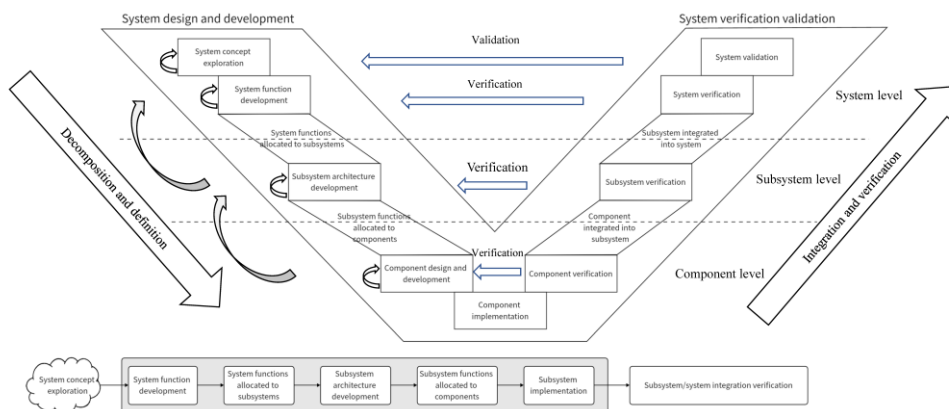 System design and development
System verification validation
System concept
exploration
Validation
System validation
System function
development
Verification
System verification
System level
System functions
allocated to subsystems
Subsystem integrated
into system
Decomposition and definition
Subsystem architecture
development
Verification
Subsystem verification
Subsystem level
Integration and verification
Subsystem functions
allocated to
components
Component
integrated into
subsystem
Component design and
development
Verification
Component verification
Component level
Component
implementation
System concept
exploration
System function
development
System functions
allocated to
subsystems
Subsystem
architecture
development
Subsystem functions
allocated to
components
Subsystem
implementation
Subsystem/system integration verification